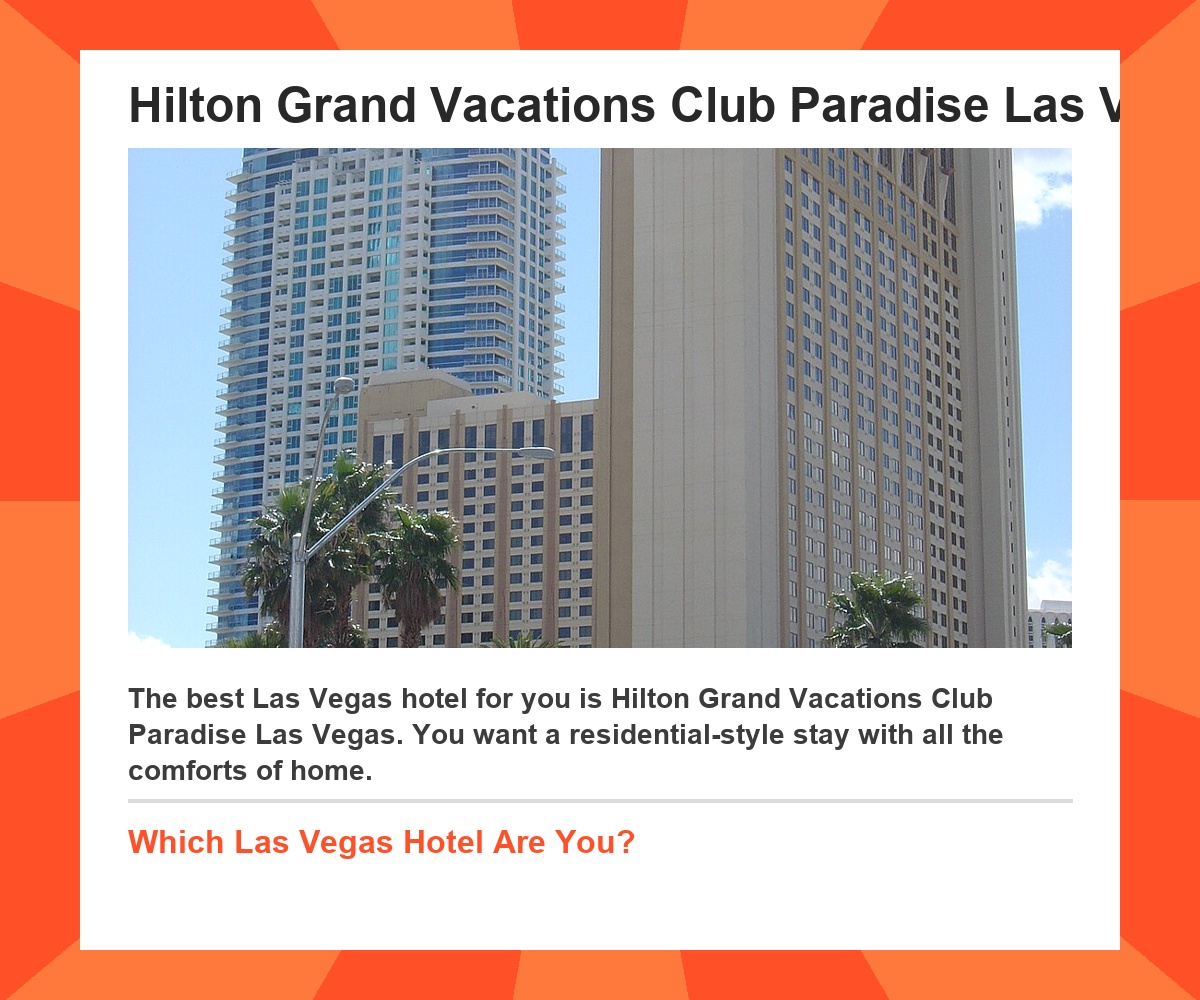 Hilton Grand Vacations Club Paradise Las V
The best Las Vegas hotel for you is Hilton Grand Vacations Club
Paradise Las Vegas. You want a residential-style stay with all the
comforts of home.
Which Las Vegas Hotel Are You?